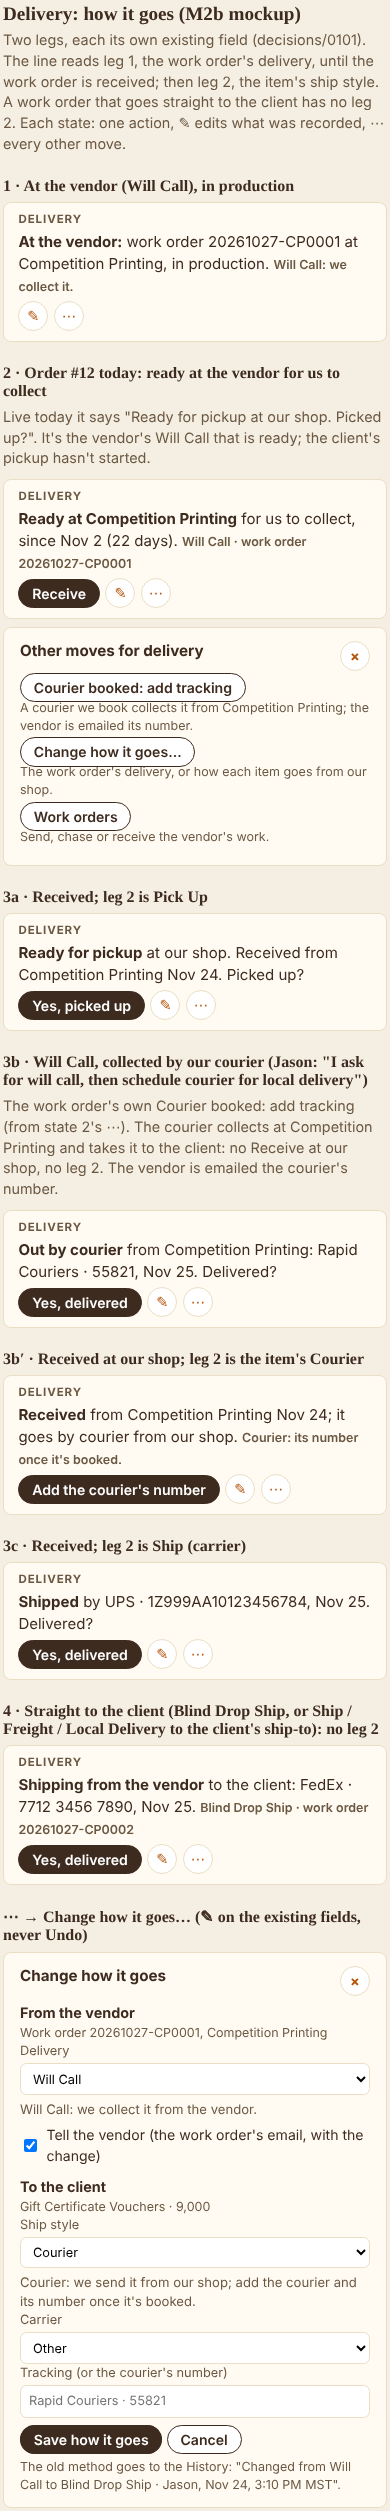 Delivery: how it goes (M2b mockup)
Two legs, each its own existing field (decisions/0101).
The line reads leg 1, the work order's delivery, until the
work order is received; then leg 2, the item's ship style.
A work order that goes straight to the client has no leg
2. Each state: one action, ✎ edits what was recorded, ⋯
every other move.
1 · At the vendor (Will Call), in production
DELIVERY
At the vendor: work order 20261027-CP0001 at
Competition Printing, in production. Will Call: we
collect it.
✎ ⋯
2 · Order #12 today: ready at the vendor for us to
collect
Live today it says "Ready for pickup at our shop. Picked
up?". It's the vendor's Will Call that is ready; the client's
pickup hasn't started.
DELIVERY
Ready at Competition Printing for us to collect,
since Nov 2 (22 days). Will Call · work order
20261027-CP0001
Receive ✎ ⋯
Other moves for delivery ×
Courier booked: add tracking
A courier we book collects it from Competition Printing; the
vendor is emailed its number.
Change how it goes…
The work order's delivery, or how each item goes from our
shop.
Work orders
Send, chase or receive the vendor's work.
3a · Received; leg 2 is Pick Up
DELIVERY
Ready for pickup at our shop. Received from
Competition Printing Nov 24. Picked up?
Yes, picked up ✎ ⋯
3b · Will Call, collected by our courier (Jason: "I ask
for will call, then schedule courier for local delivery")
The work order's own Courier booked: add tracking
(from state 2's ⋯). The courier collects at Competition
Printing and takes it to the client: no Receive at our
shop, no leg 2. The vendor is emailed the courier's
number.
DELIVERY
Out by courier from Competition Printing: Rapid
Couriers · 55821, Nov 25. Delivered?
Yes, delivered ✎ ⋯
3b′ · Received at our shop; leg 2 is the item's Courier
DELIVERY
Received from Competition Printing Nov 24; it
goes by courier from our shop. Courier: its number
once it's booked.
Add the courier's number ✎ ⋯
3c · Received; leg 2 is Ship (carrier)
DELIVERY
Shipped by UPS · 1Z999AA10123456784, Nov 25.
Delivered?
Yes, delivered ✎ ⋯
4 · Straight to the client (Blind Drop Ship, or Ship /
Freight / Local Delivery to the client's ship-to): no leg 2
DELIVERY
Shipping from the vendor to the client: FedEx ·
7712 3456 7890, Nov 25. Blind Drop Ship · work order
20261027-CP0002
Yes, delivered ✎ ⋯
⋯ → Change how it goes… (✎ on the existing fields,
never Undo)
Change how it goes ×
From the vendor
Work order 20261027-CP0001, Competition Printing
Delivery
Will Call
Will Call: we collect it from the vendor.
Tell the vendor (the work order's email, with the
change)
To the client
Gift Certificate Vouchers · 9,000
Ship style
Courier
Courier: we send it from our shop; add the courier and
its number once it's booked.
Carrier
Other
Tracking (or the courier's number)
Rapid Couriers · 55821
Save how it goes Cancel
The old method goes to the History: "Changed from Will
Call to Blind Drop Ship · Jason, Nov 24, 3:10 PM MST".